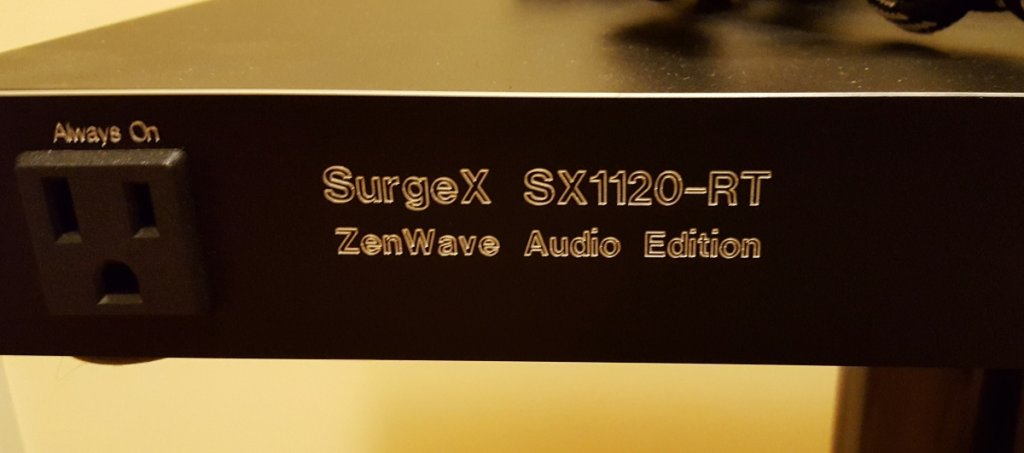 Always On
SurgeX SX1120-RT
ZenWave Audio Edition